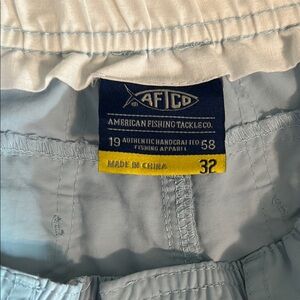 AFTCO
AMERICAN FISHING TACKLE CO.
19 AUTHENTIC HANDCRAFTED 58
FISHING APPAREL
MADE IN CHINA 32